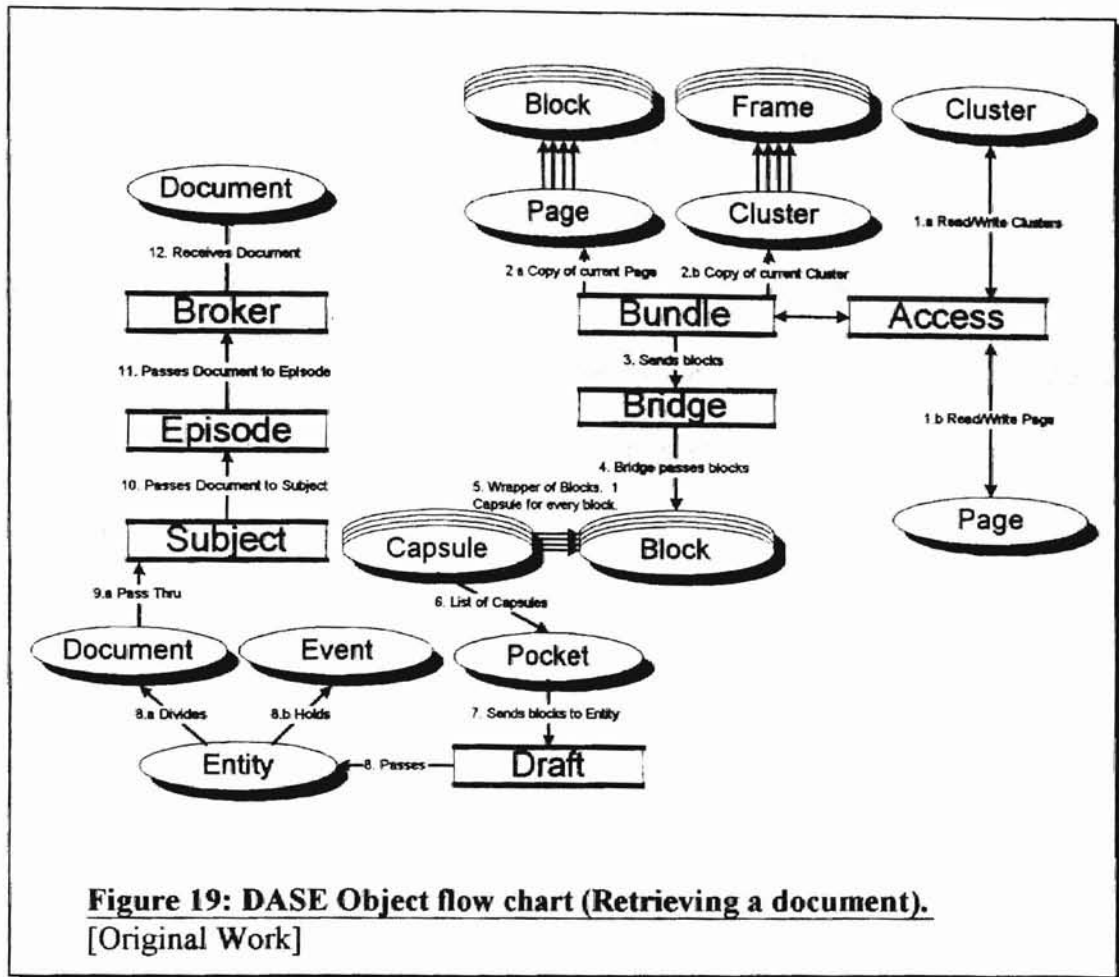 Block
Frame
Cluster
Document
Page
Cluster
1.a Read/Write Clusters
12. Receives Document
2 a Copy of current Page
2.b Copy of current Cluster
Broker
Bundle
Access
11. Passes Document to Episode
3. Sends blocks
Episode
Bridge
1.b Read/Write Page
10. Passes Document to Subject
4. Bridge passes blocks
5. Wrapper of Blocks. 1
Capsule for every block.
Subject
Capsule
Block
Page
9.a Pass Thru
6. List of Capsules
Document
Event
Pocket
8.a Divides
8.b Holds
7. Sends blocks to Entity
Entity
8. Passes
Draft
Figure 19: DASE Object flow chart (Retrieving a document).
[Original Work]